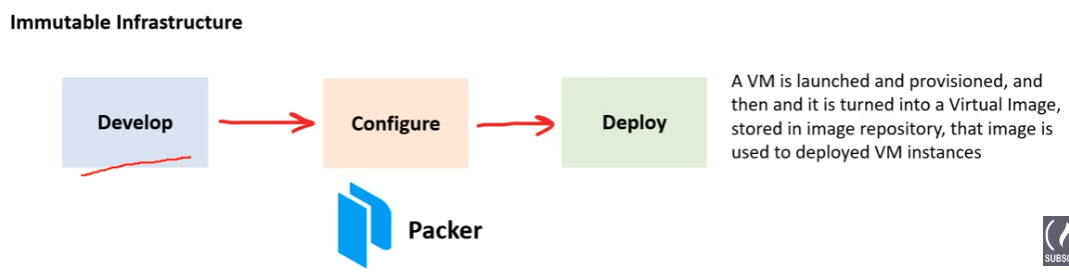 Immutable Infrastructure
Develop
Configure
Deploy
A VM is launched and provisioned, and
then and it is turned into a Virtual Image,
stored in image repository, that image is
used to deployed VM instances
Packer